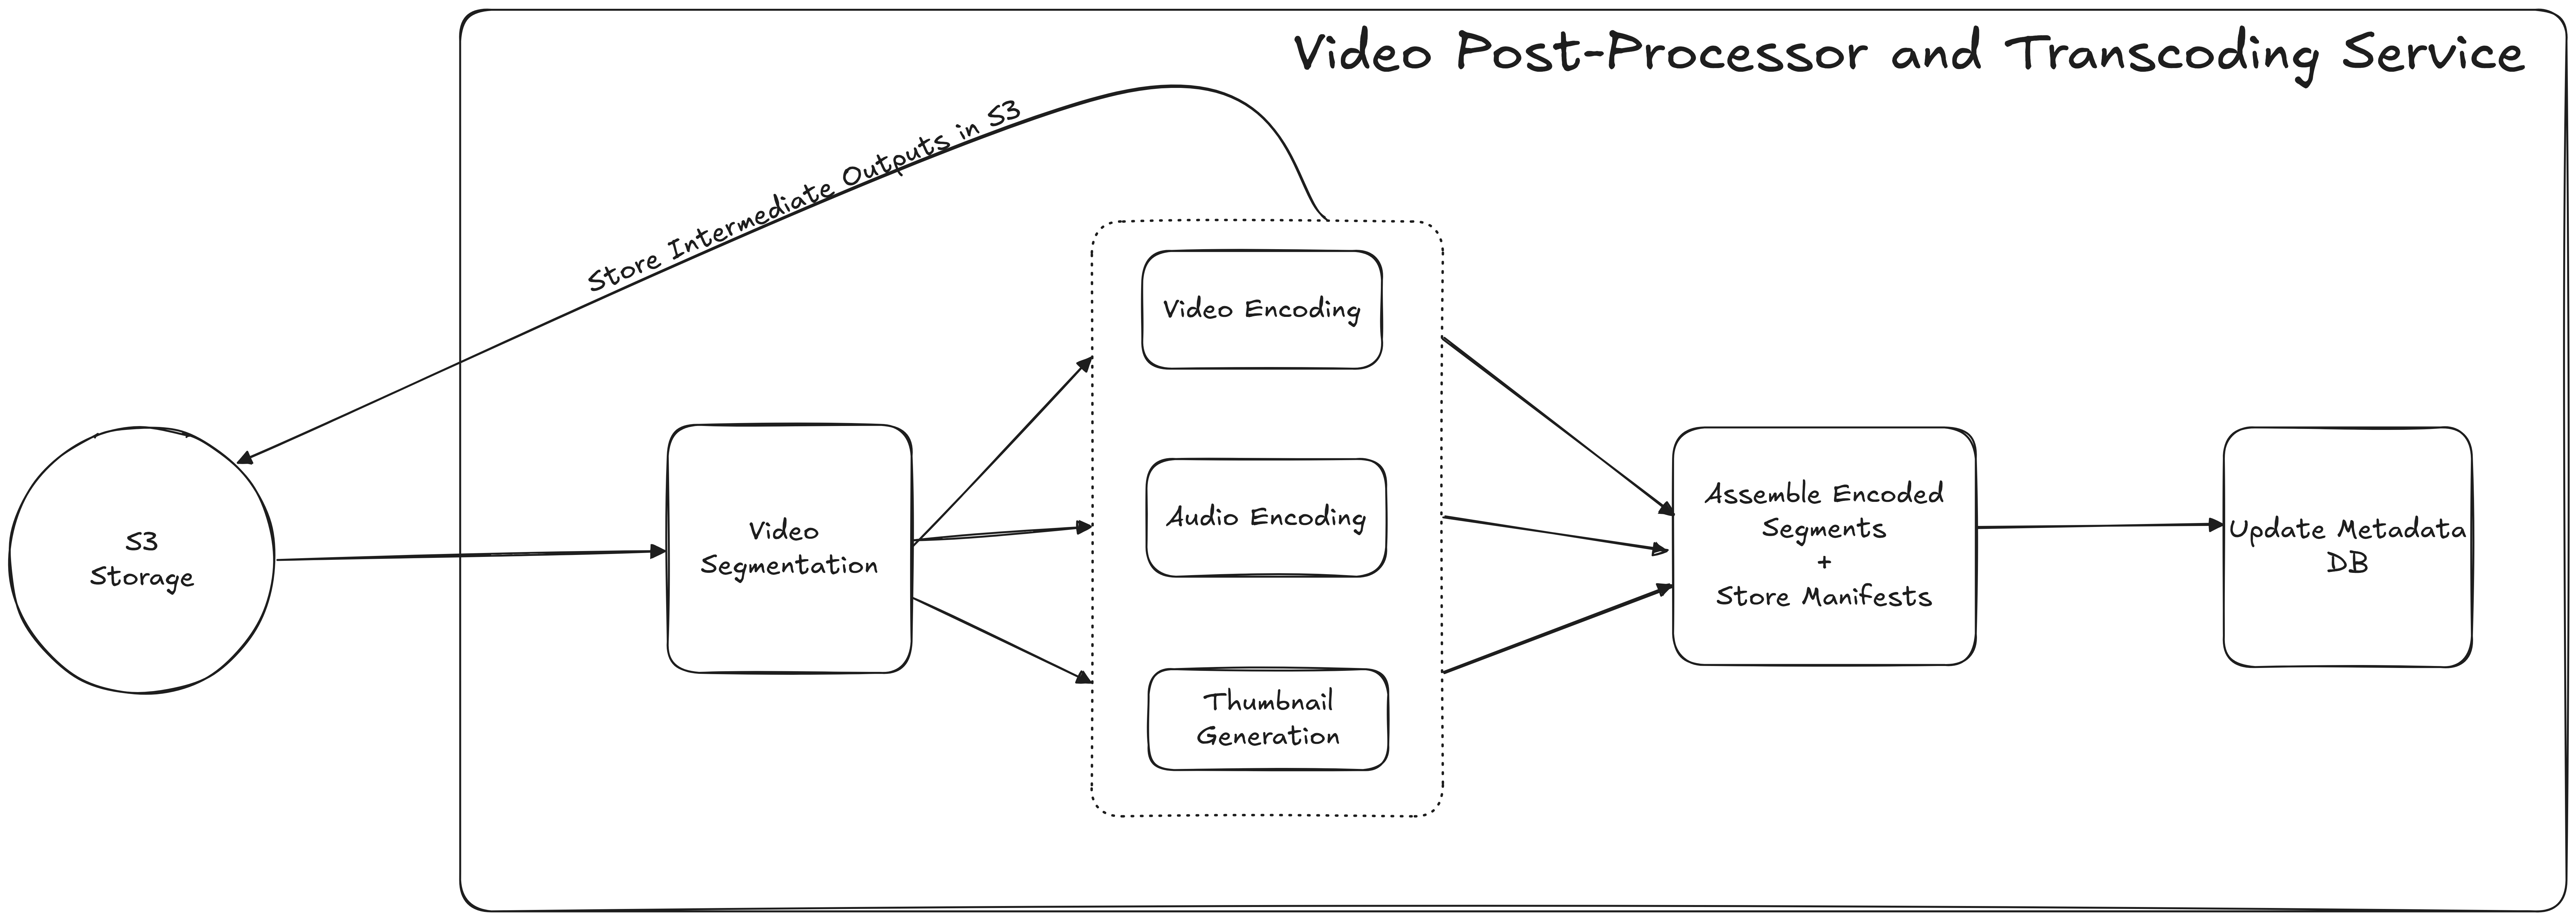 Video Post-Processor and Transcoding Service
Store Intermediate Outputs in S3
S3
Storage
Video
Segmentation
Video Encoding
Audio Encoding
Thumbnail
Generation
Assemble Encoded
Segments
+
Store Manifests
Update Metadata
DB